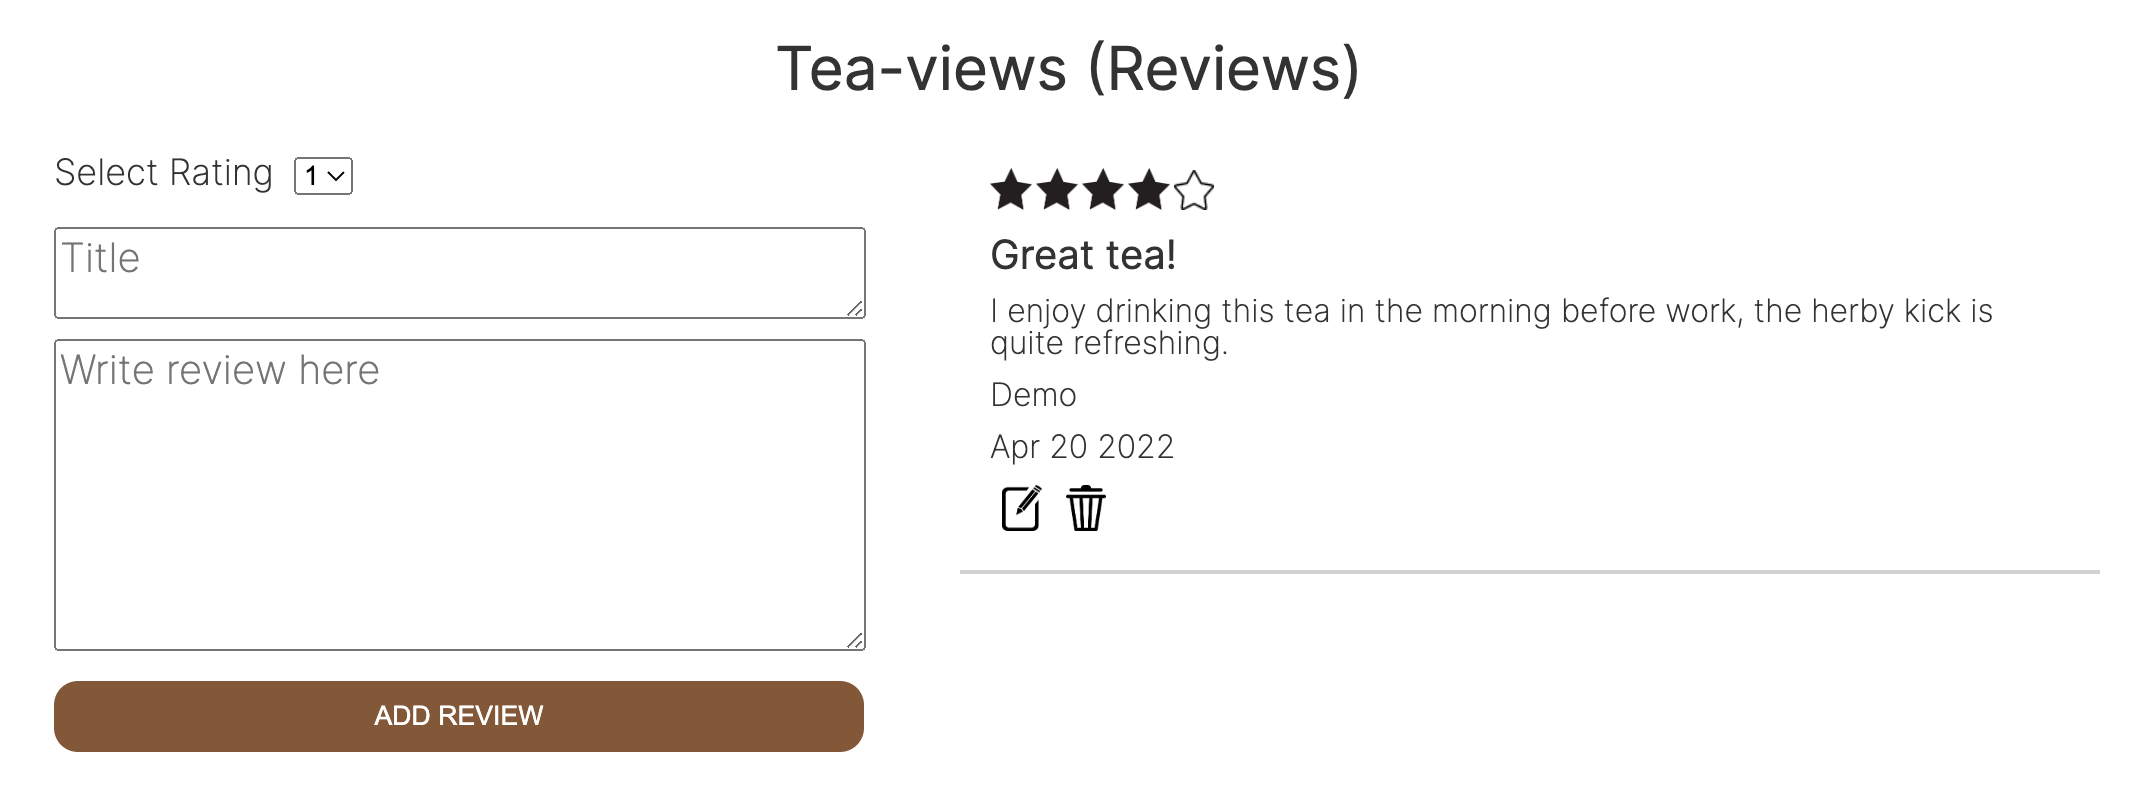 Tea-views (Reviews)
Select Rating 1
Title
Write review here
ADD REVIEW
Great tea!
I enjoy drinking this tea in the morning before work, the herby kick is
quite refreshing.
Demo
Apr 20 2022